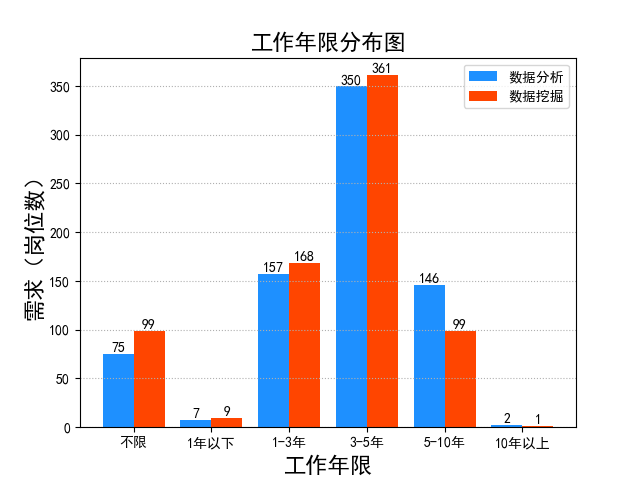 工作年限分布图
数据分析
数据挖掘
需求（岗位数）
350
300
250
200
150
100
50
0
75
99
7
9
157
168
350
361
146
99
2
1
不限
1年以下
1-3年
3-5年
5-10年
10年以上
工作年限